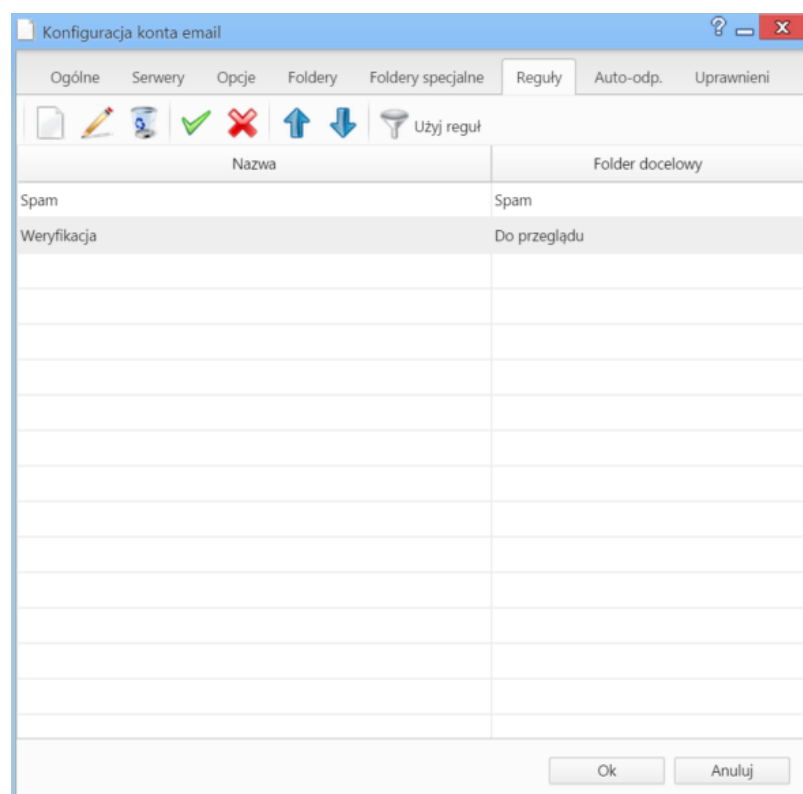 Konfiguracja konta email
Ogólne Serwery Opcje Foldery Foldery specjalne Reguły Auto-odp. Uprawnieni
Użyj reguł
Nazwa Folder docelowy
Spam Spam
Weryfikacja Do przeglądu
Ok Anuluj